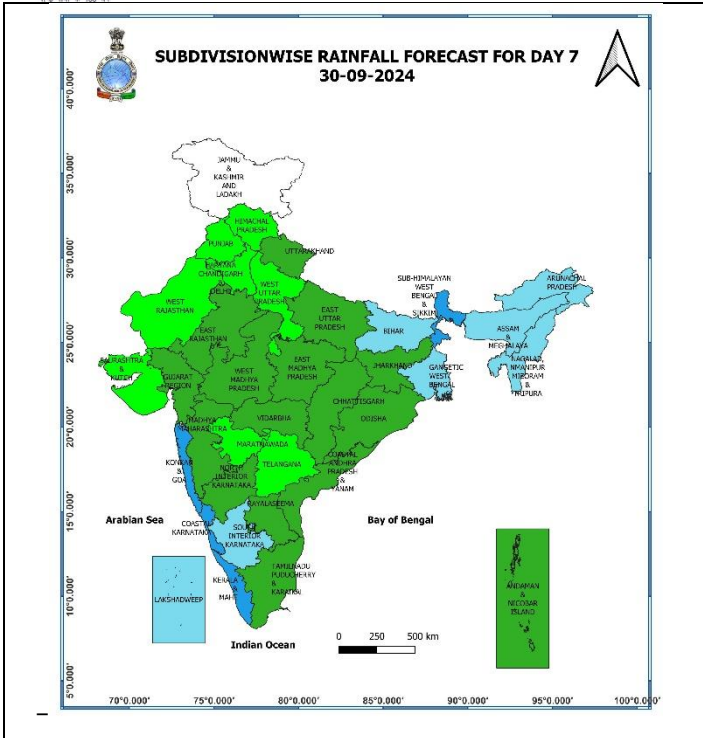 SUBDIVISIONWISE RAINFALL FORECAST FOR DAY 7
30-09-2024
JAMMU
&
KASHMIR
AND
LADAKH
HIMACHAL
PRADESH
PUNJAB
UTTARAKHAND
CHANDIGARH
DELHI
WEST
UTTAR
PRADESH
WEST
RAJASTHAN
EAST
RAJASTHAN
EAST
UTTAR
PRADESH
SUB-HIMALAYAN
WEST
BENGAL
&
SIKKIM
ARUNACHAL
PRADESH
BIHAR
ASSAM
&
MEGHALAYA
NAGALAD,
NMANIPUR
MIZORAM
&
TRIPURA
SAURASHTRA
&
KUTCH
GUJARAT
REGION
WEST
MADHYA
PRADESH
EAST
MADHYA
PRADESH
JHARKHAND
GANGETIC
WEST
BENGAL
CHHATTISGARH
ODISHA
VIDARBHA
MADHYA
MAHARASHTRA
MARATHAWADA
TELANGANA
KONKAN
&
GOA
NORTH
INTERIOR
KARNATAKA
COASTAL
ANDHRA
PRADESH
&
YANAM
RAYALASEEMA
COASTAL
KARNATAKA
SOUTH
INTERIOR
KARNATAKA
TAMILNADU
PUDUCHERRY
&
KARAIKAL
KERALA
&
MAHE
LAKSHADWEEP
ANDAMAN
&
NICOBAR
ISLAND
Arabian Sea
Bay of Bengal
Indian Ocean
0 250 500 km
40°0.000'
35°0.000'
30°0.000'
25°0.000'
20°0.000'
15°0.000'
10°0.000'
5°0.000'
70°0.000' 75°0.000' 80°0.000' 85°0.000' 90°0.000' 95°0.000' 100°0.000'